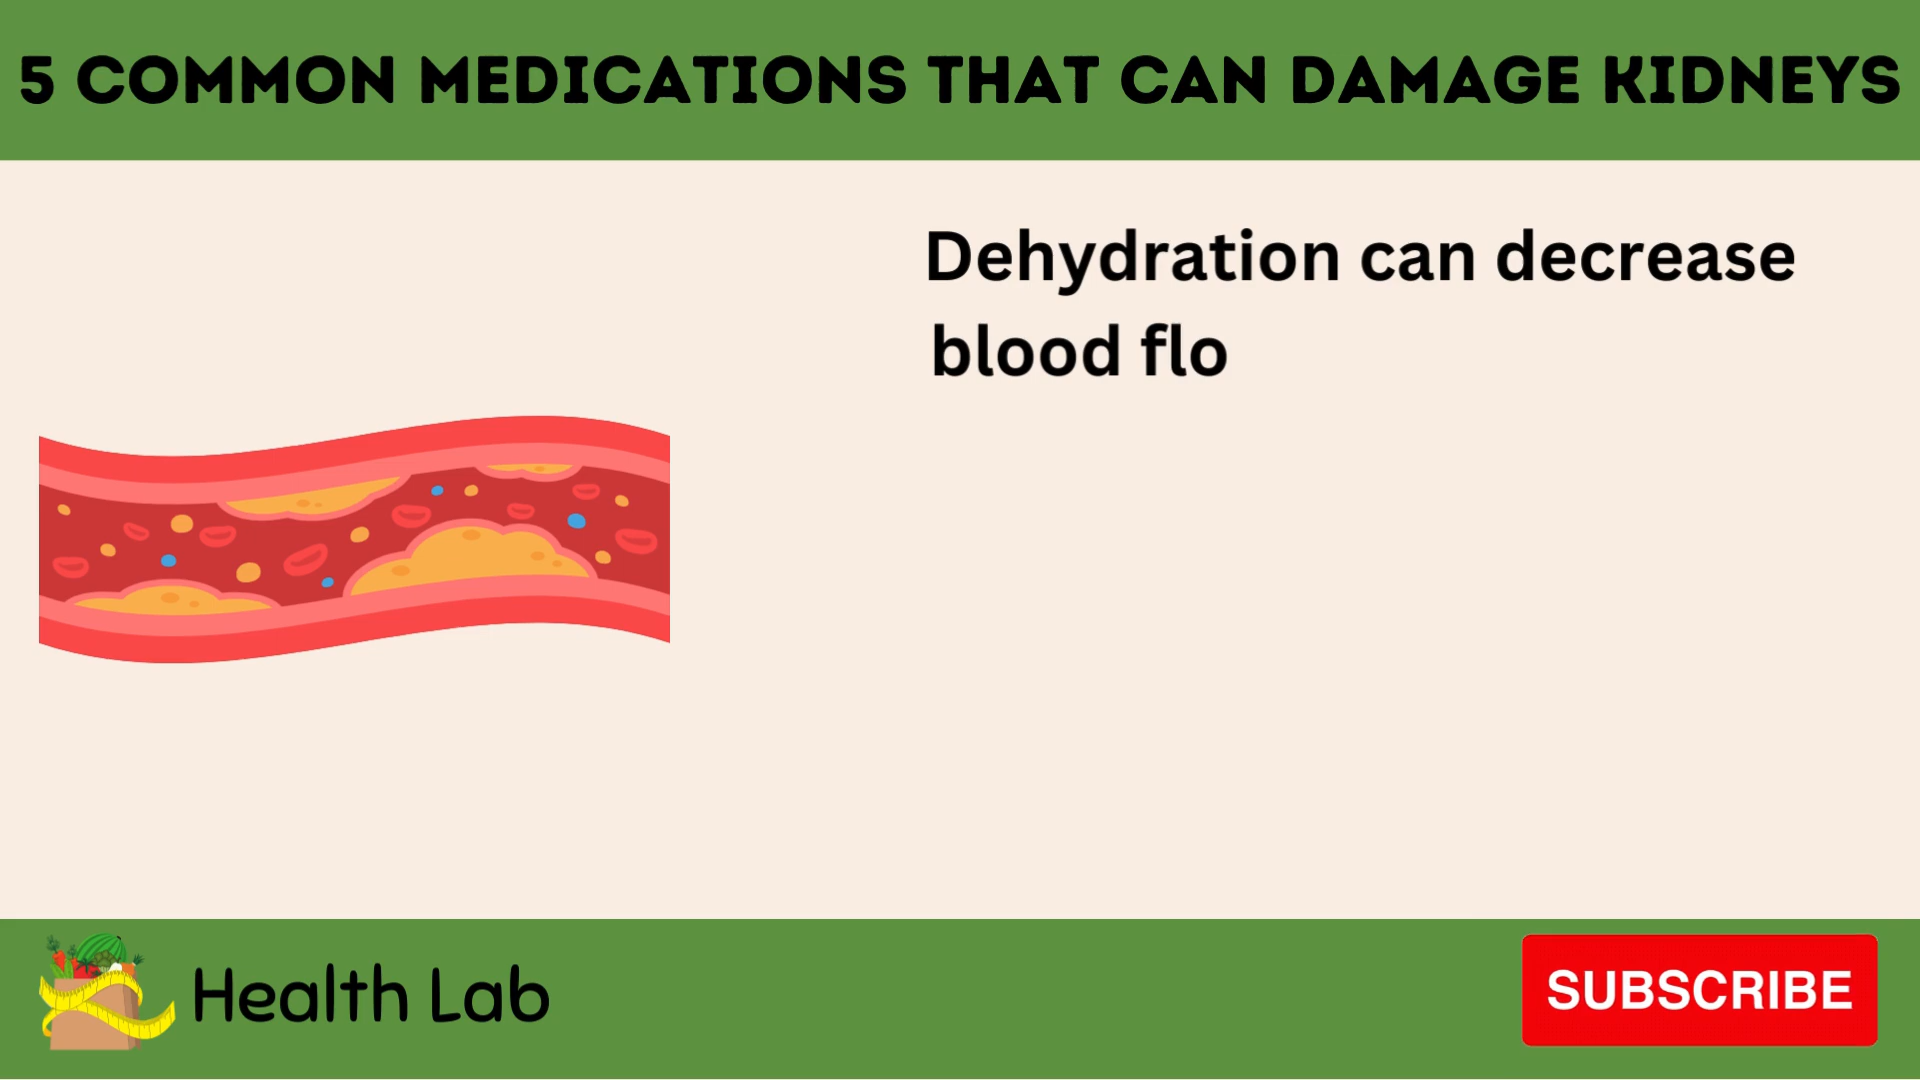 5 COMMON MEDICATIONS THAT CAN DAMAGE KIDNEYS
Dehydration can decrease
blood flo
Health Lab
SUBSCRIBE